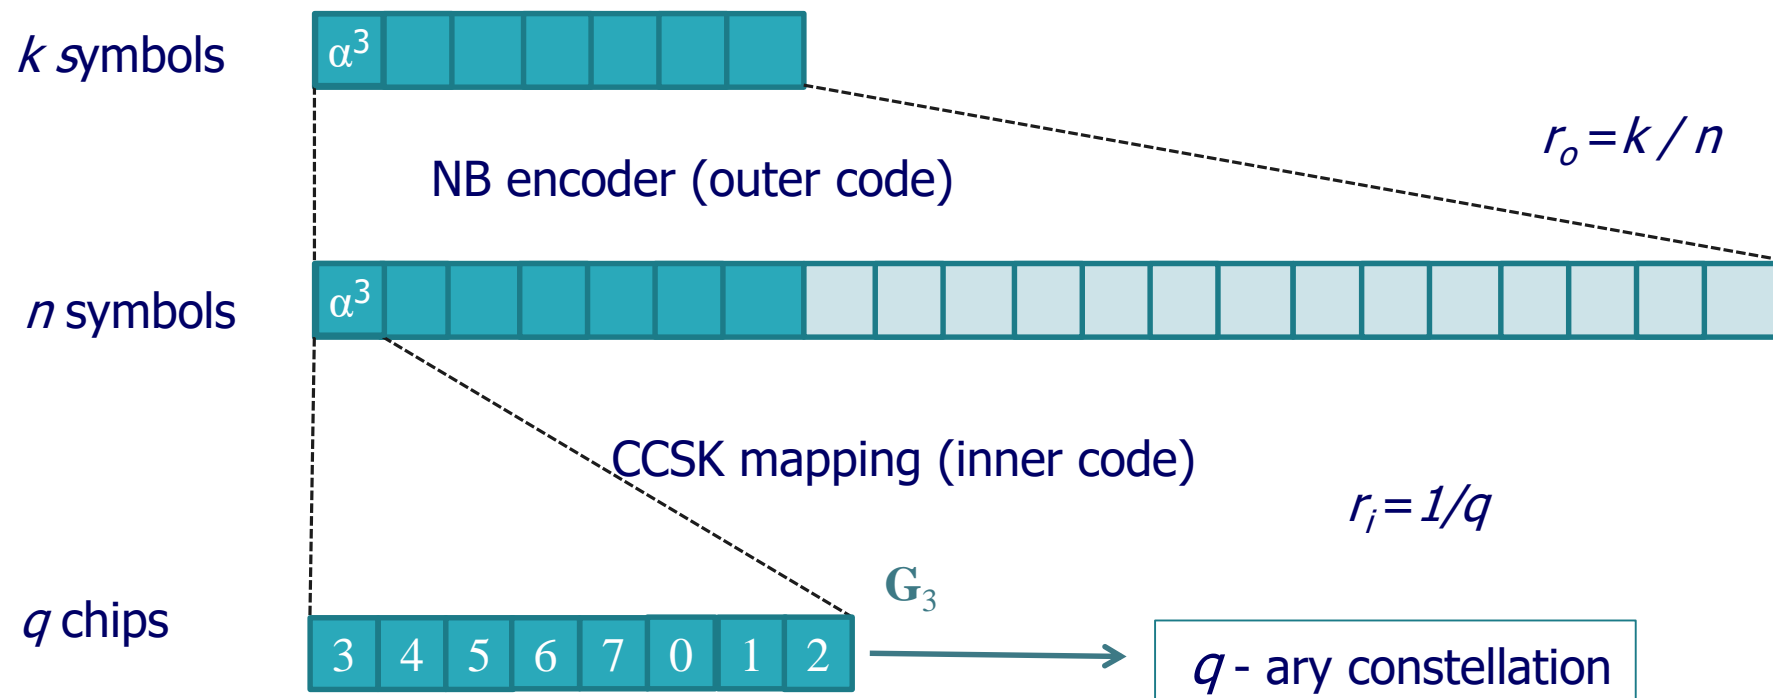 k symbols
α³
r_o = k / n
NB encoder (outer code)
n symbols
α³
CCSK mapping (inner code)
r_i = 1/q
G₃
q chips
3 4 5 6 7 0 1 2
q - ary constellation